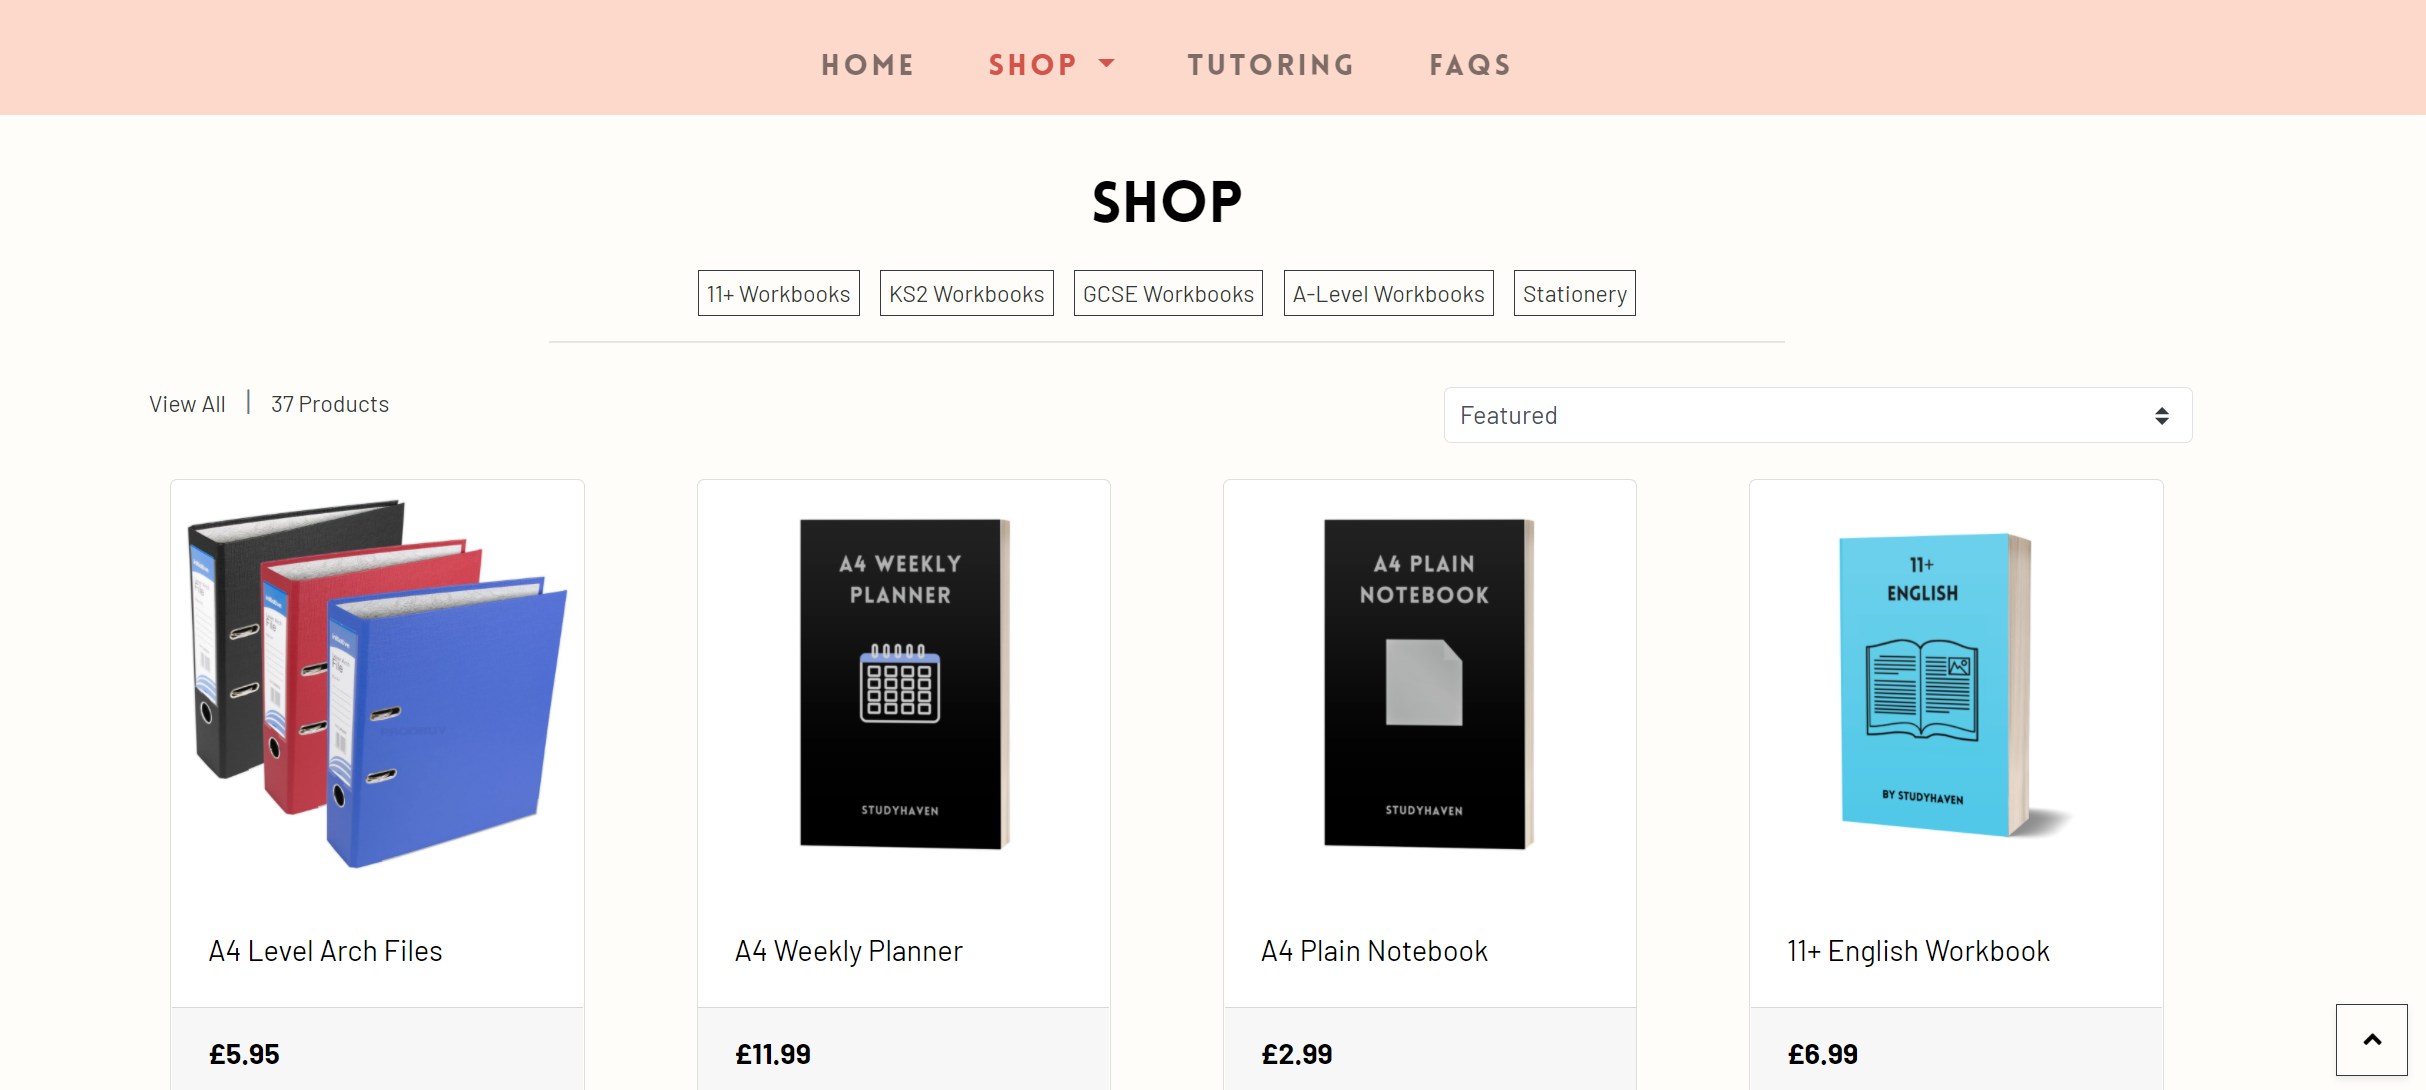 HOME SHOP TUTORING FAQS
SHOP
11+ Workbooks KS2 Workbooks GCSE Workbooks A-Level Workbooks Stationery
View All | 37 Products
Featured
A4 WEEKLY
PLANNER
STUDYHAVEN
A4 PLAIN
NOTEBOOK
STUDYHAVEN
11+
ENGLISH
BY STUDYHAVEN
A4 Level Arch Files
A4 Weekly Planner
A4 Plain Notebook
11+ English Workbook
£5.95
£11.99
£2.99
£6.99